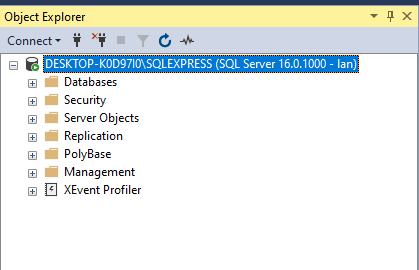 Object Explorer
Connect
DESKTOP-K0D97I0\SQLEXPRESS (SQL Server 16.0.1000 - Ian)
Databases
Security
Server Objects
Replication
PolyBase
Management
XEvent Profiler